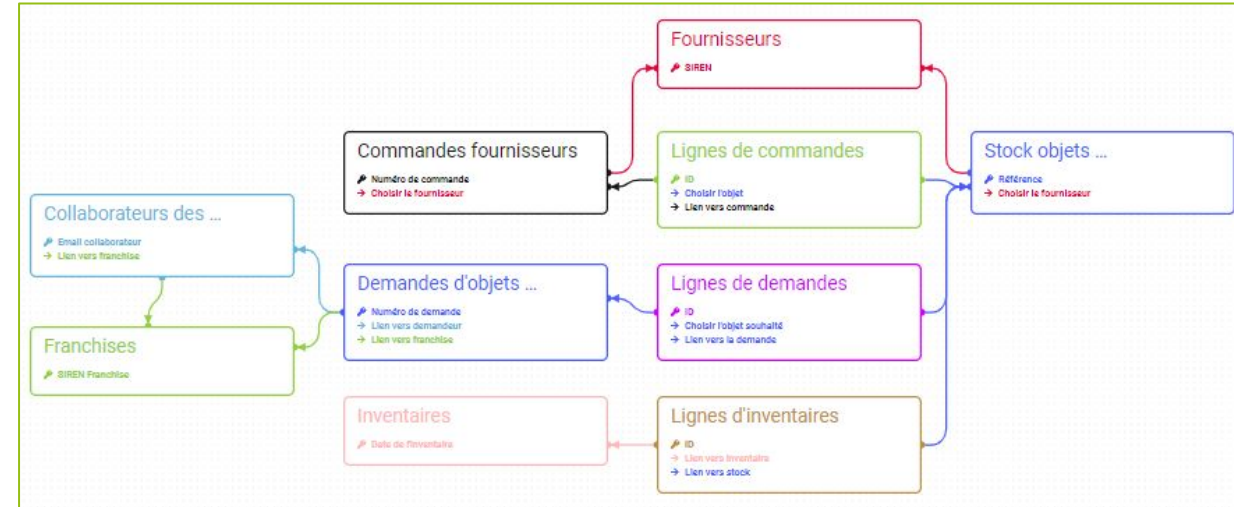 Fournisseurs
SIREN
Commandes fournisseurs
Numéro de commande
Choisir le fournisseur
Lignes de commandes
ID
Choisir l'objet
Lien vers commande
Stock objets ...
Référence
Choisir le fournisseur
Collaborateurs des ...
Email collaborateur
Lien vers franchise
Demandes d'objets ...
Numéro de demande
Lien vers demandeur
Lien vers franchise
Lignes de demandes
ID
Choisir l'objet souhaité
Lien vers la demande
Franchises
SIREN Franchise
Inventaires
Date de l'inventaire
Lignes d'inventaires
ID
Lien vers inventaire
Lien vers stock